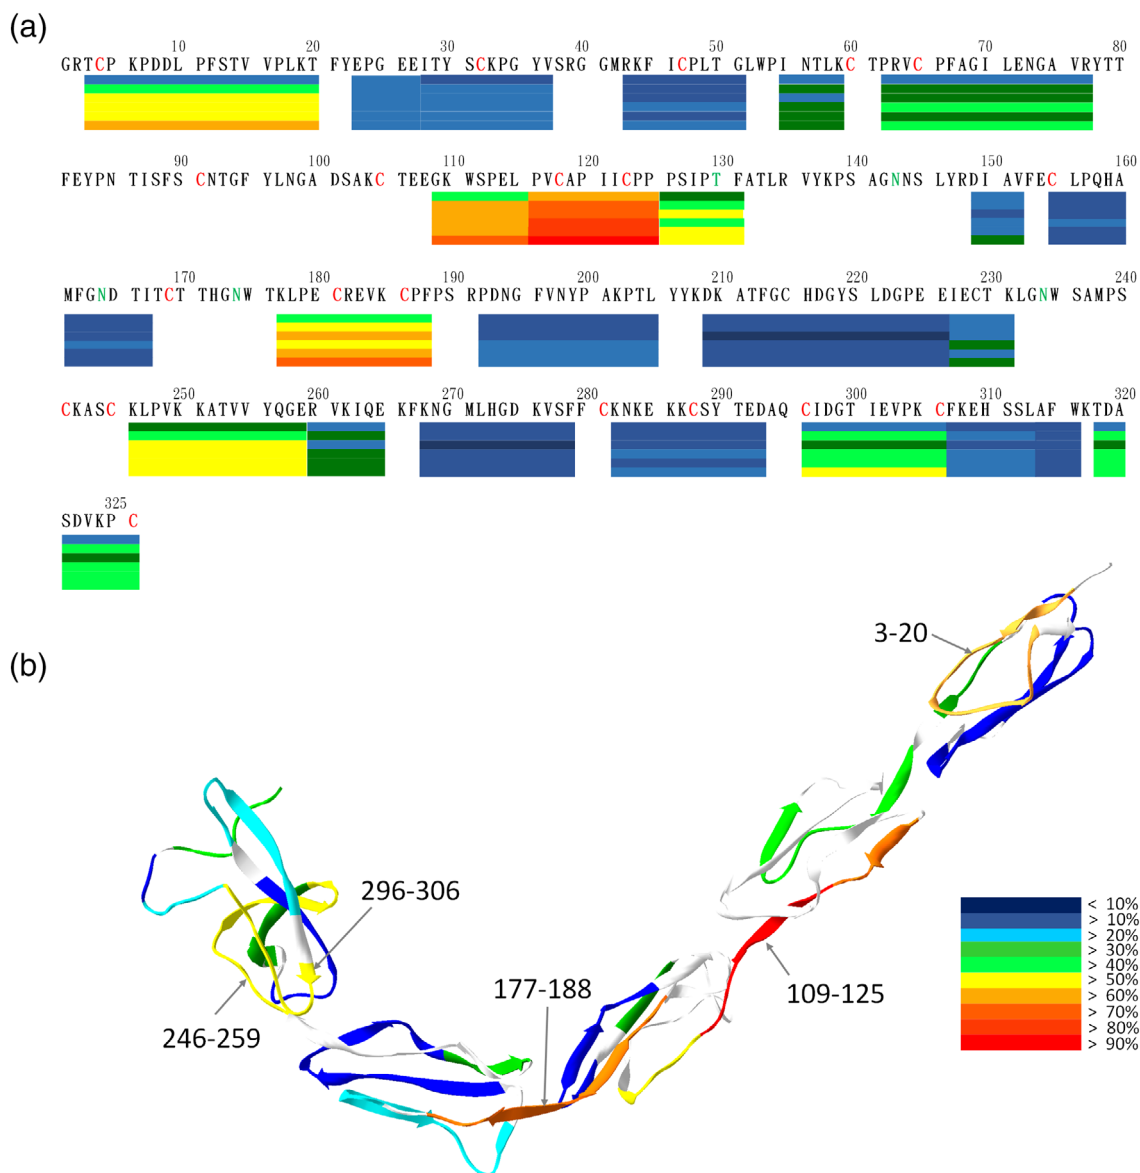 (a)
10 20 30 40 50 60 70 80
GRTCP KPDDL PFSTV VPLKT FYEPG EEITY SCKPG YVSRG GMRKF ICPLT GLWPI NTLKC TPRVC PFAGI LENGA VRYTT
90 100 110 120 130 140 150 160
FEYPN TISFS CNTGF YLNGA DSAKC TEEGK WSPEL PVCAP IICPP PSIPT FATLR VYKPS AGNNS LYRDI AVFEC LPQHA
170 180 190 200 210 220 230 240
MFGND TITCT THGNW TKLPE CREVK CPFPS RPDNG FVNYP AKPTL YYKDK ATFGC HDGYS LDGPE EIECT KLGNW SAMPS
250 260 270 280 290 300 310 320
CKASC KLPVK KATVV YQGER VKIQE KFKNG MLHGD KVSFF CKNKE KKCSY TEDAQ CIDGT IEVPK CFKEH SSLAF WKTDA
325
SDVKP C
(b)
3-20
296-306
177-188
109-125
246-259
< 10%
> 10%
> 20%
> 30%
> 40%
> 50%
> 60%
> 70%
> 80%
> 90%